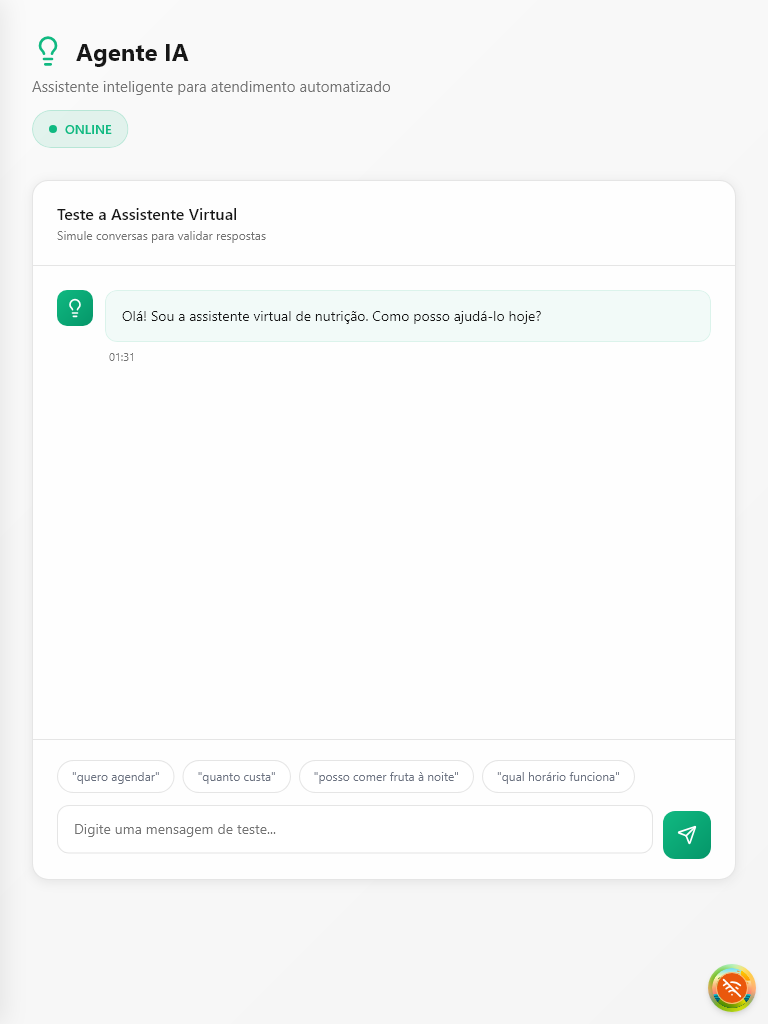 Agente IA
Assistente inteligente para atendimento automatizado
ONLINE
Teste a Assistente Virtual
Simule conversas para validar respostas
Olá! Sou a assistente virtual de nutrição. Como posso ajudá-lo hoje?
01:31
"quero agendar" "quanto custa" "posso comer fruta à noite" "qual horário funciona"
Digite uma mensagem de teste...